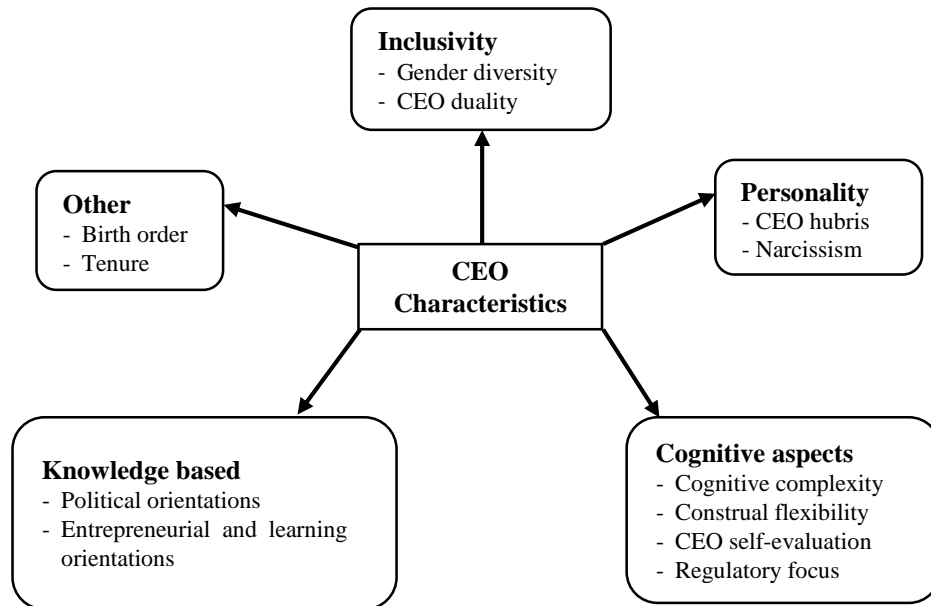 Inclusivity
- Gender diversity
- CEO duality
Other
- Birth order
- Tenure
Personality
- CEO hubris
- Narcissism
CEO
Characteristics
Knowledge based
- Political orientations
- Entrepreneurial and learning
orientations
Cognitive aspects
- Cognitive complexity
- Construal flexibility
- CEO self-evaluation
- Regulatory focus